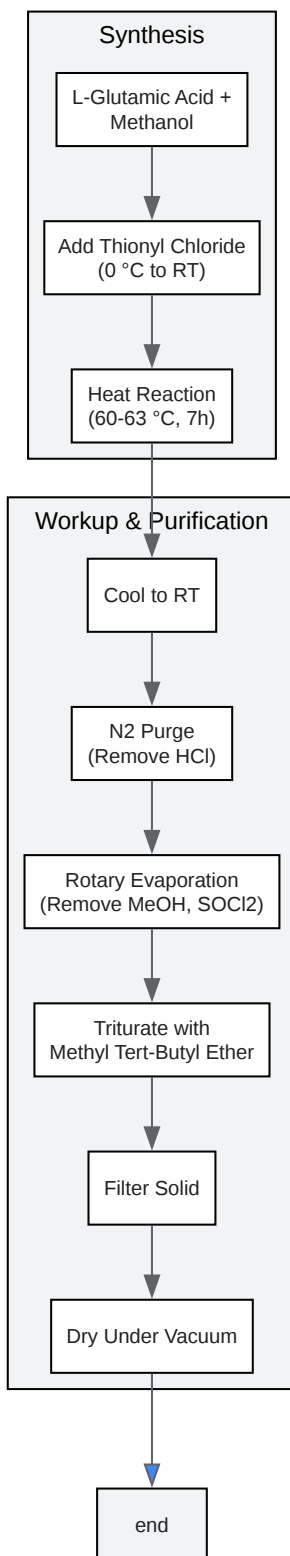 Synthesis
L-Glutamic Acid +
Methanol
Add Thionyl Chloride
(0 °C to RT)
Heat Reaction
(60-63 °C, 7h)
Workup & Purification
Cool to RT
N2 Purge
(Remove HCl)
Rotary Evaporation
(Remove MeOH, SOCl2)
Triturate with
Methyl Tert-Butyl Ether
Filter Solid
Dry Under Vacuum
end